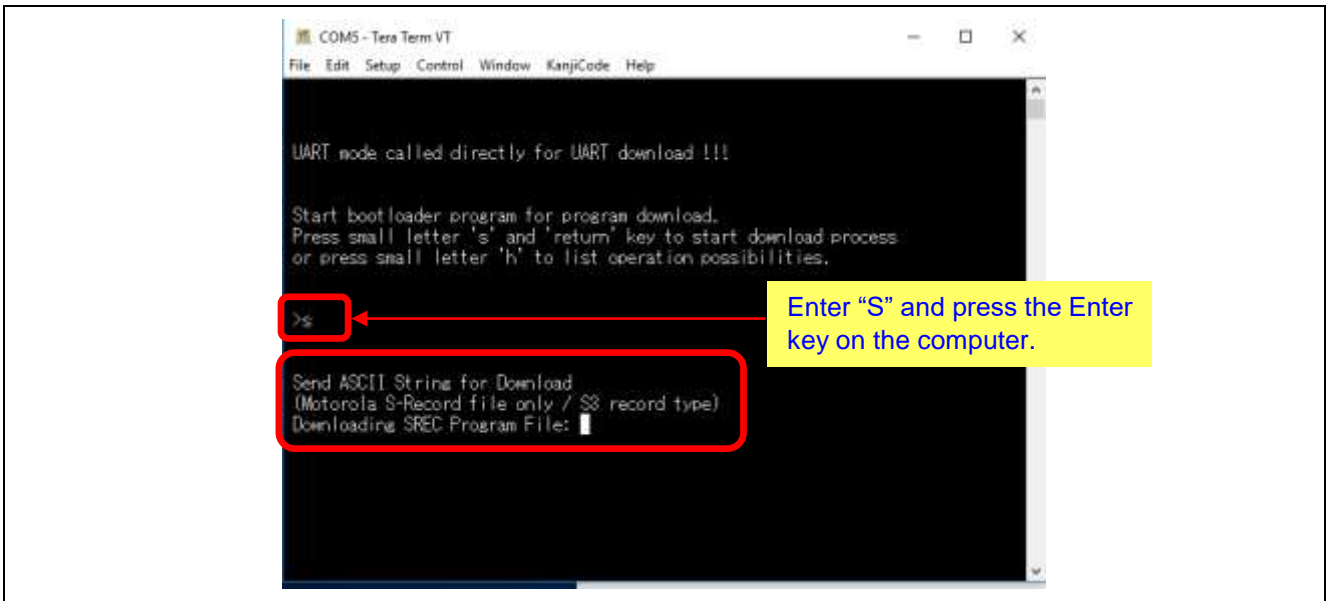 COM5 - Tera Term VT
File Edit Setup Control Window KanjiCode Help
UART mode called directly for UART download !!!
Start bootloader program for program download.
Press small letter 's' and 'return' key to start download process
or press small letter 'h' to list operation possibilities.
>s
Enter “S” and press the Enter
key on the computer.
Send ASCII String for Download
(Motorola S-Record file only / S3 record type)
Downloading SREC Program File: